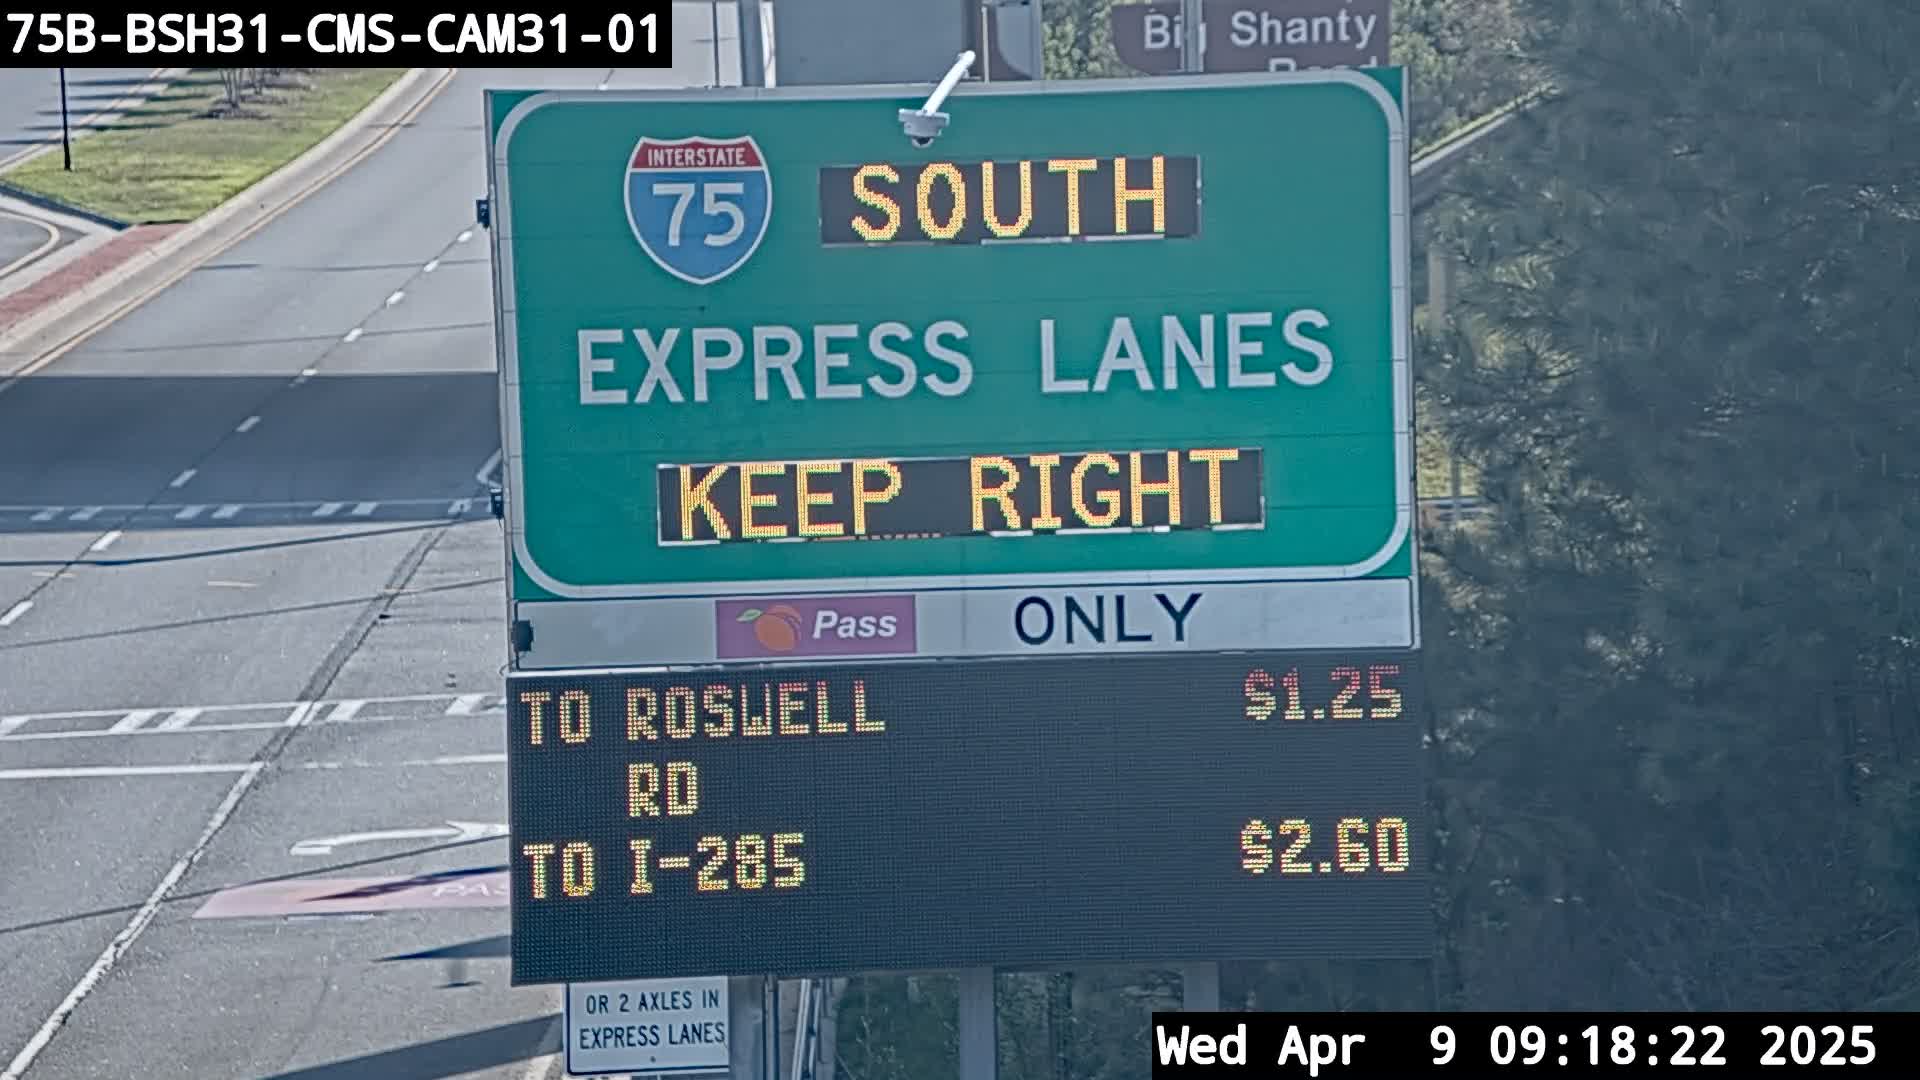 75B-BSH31-CMS-CAM31-01
Big Shanty
Road
INTERSTATE
75
SOUTH
EXPRESS LANES
KEEP RIGHT
Pass ONLY
TO ROSWELL $1.25
RD
TO I-285 $2.60
OR 2 AXLES IN
EXPRESS LANES
Wed Apr 9 09:18:22 2025